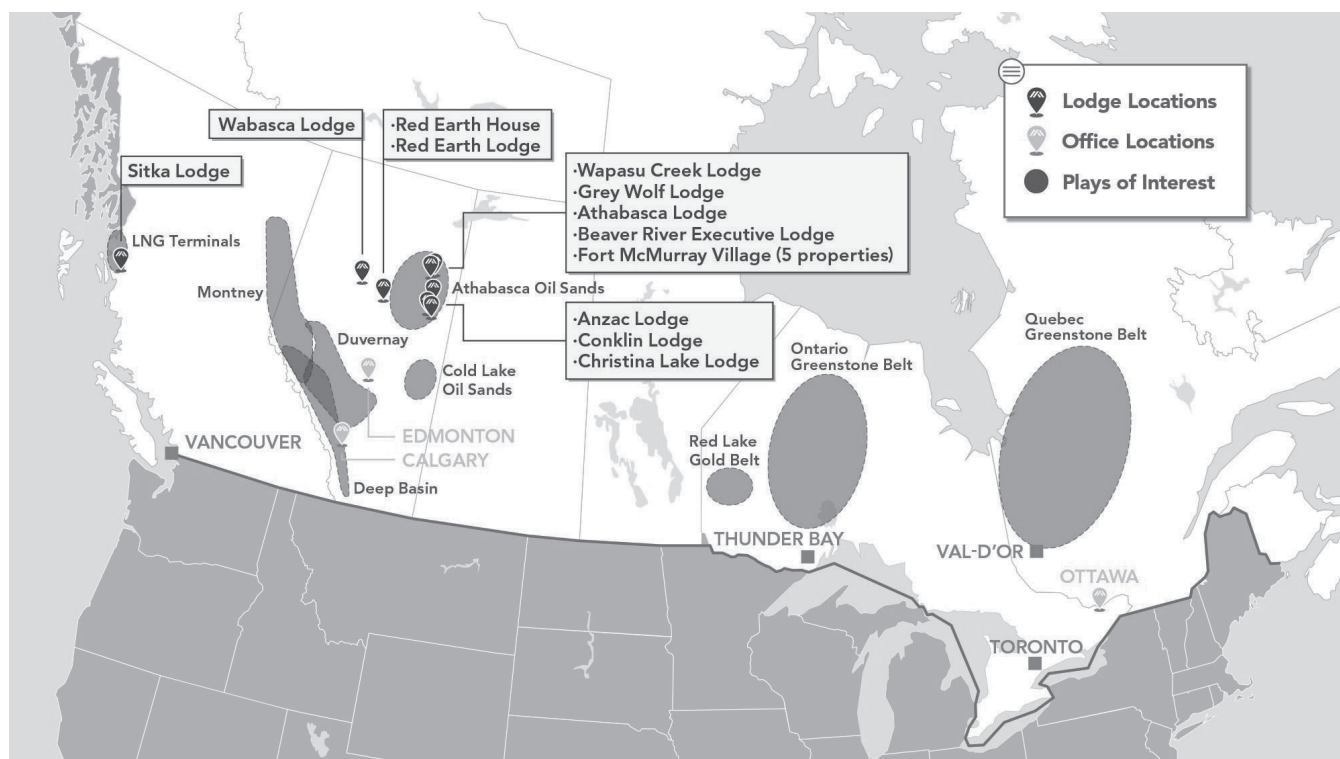 Lodge Locations
Office Locations
Plays of Interest
Wabasca Lodge
·Red Earth House
·Red Earth Lodge
Sitka Lodge
·Wapasu Creek Lodge
·Grey Wolf Lodge
·Athabasca Lodge
·Beaver River Executive Lodge
·Fort McMurray Village (5 properties)
LNG Terminals
Montney
Athabasca Oil Sands
·Anzac Lodge
·Conklin Lodge
·Christina Lake Lodge
Duvernay
Cold Lake
Oil Sands
Ontario
Greenstone Belt
Quebec
Greenstone Belt
VANCOUVER
EDMONTON
CALGARY
Deep Basin
Red Lake
Gold Belt
THUNDER BAY
VAL-D'OR
OTTAWA
TORONTO